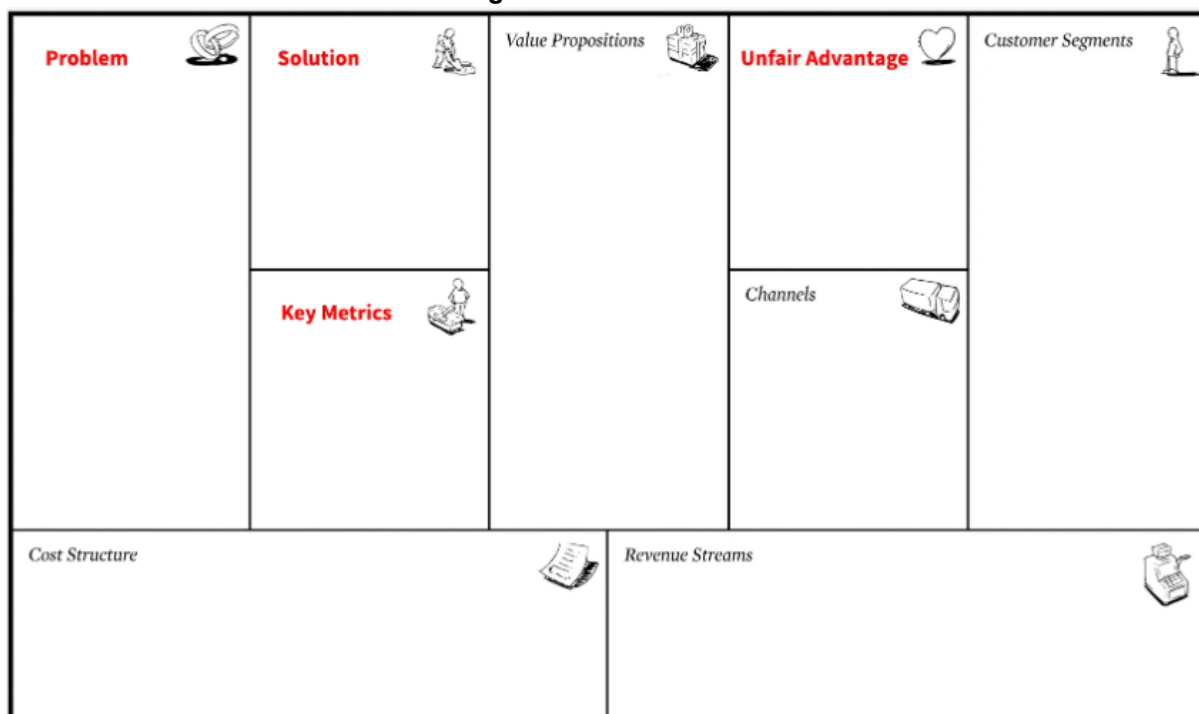 g
Problem
Solution
Value Propositions
Unfair Advantage
Customer Segments
Key Metrics
Channels
Cost Structure
Revenue Streams